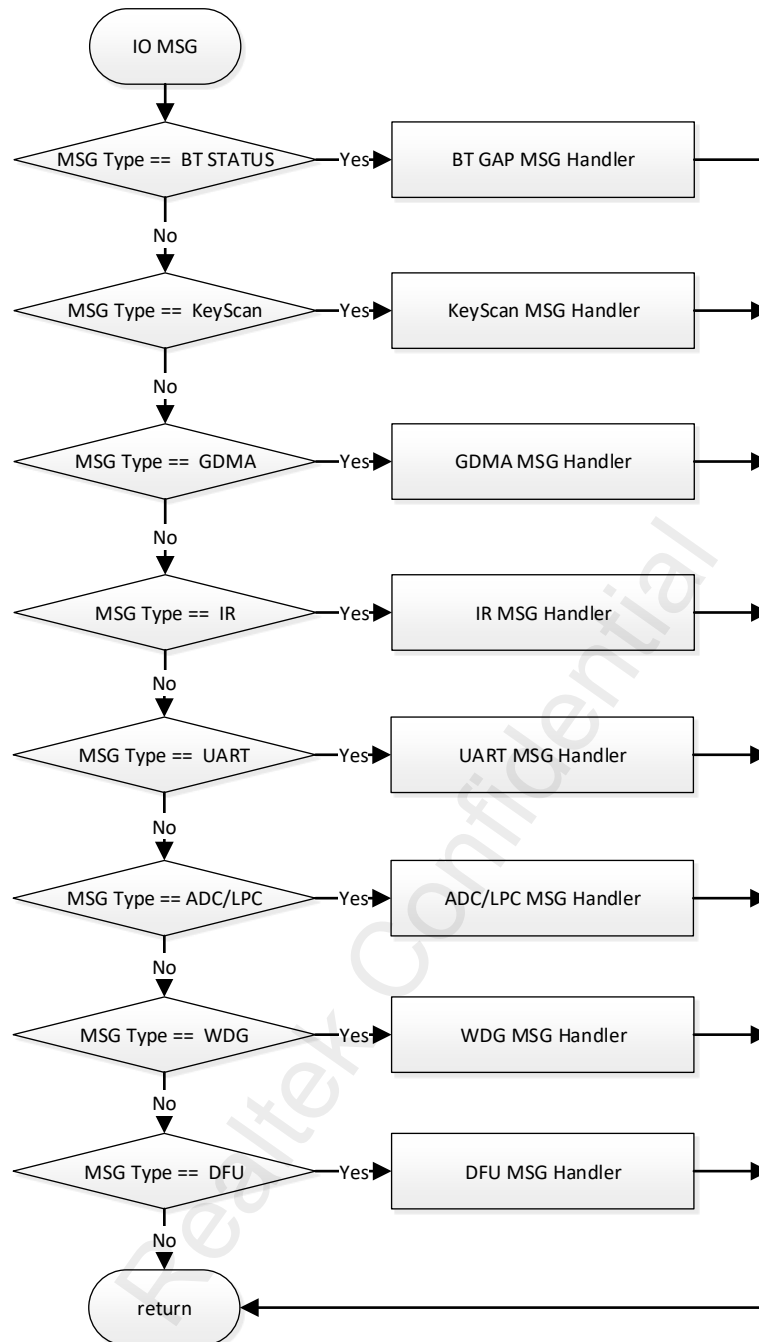 IO MSG
MSG Type ==  BT STATUS
Yes
BT GAP MSG Handler
No
MSG Type ==  KeyScan
Yes
KeyScan MSG Handler
No
MSG Type ==  GDMA
Yes
GDMA MSG Handler
No
MSG Type ==  IR
Yes
IR MSG Handler
No
MSG Type ==  UART
Yes
UART MSG Handler
No
MSG Type == ADC/LPC
Yes
ADC/LPC MSG Handler
No
MSG Type ==  WDG
Yes
WDG MSG Handler
No
MSG Type ==  DFU
Yes
DFU MSG Handler
No
return
Realtek Confidential